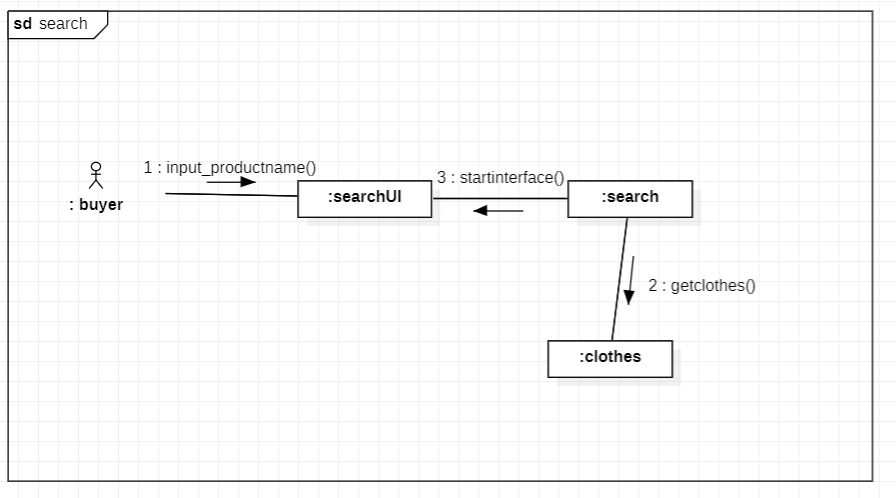 sd search
1 : input_productname()
: buyer
:searchUI
3 : startinterface()
:search
2 : getclothes()
:clothes